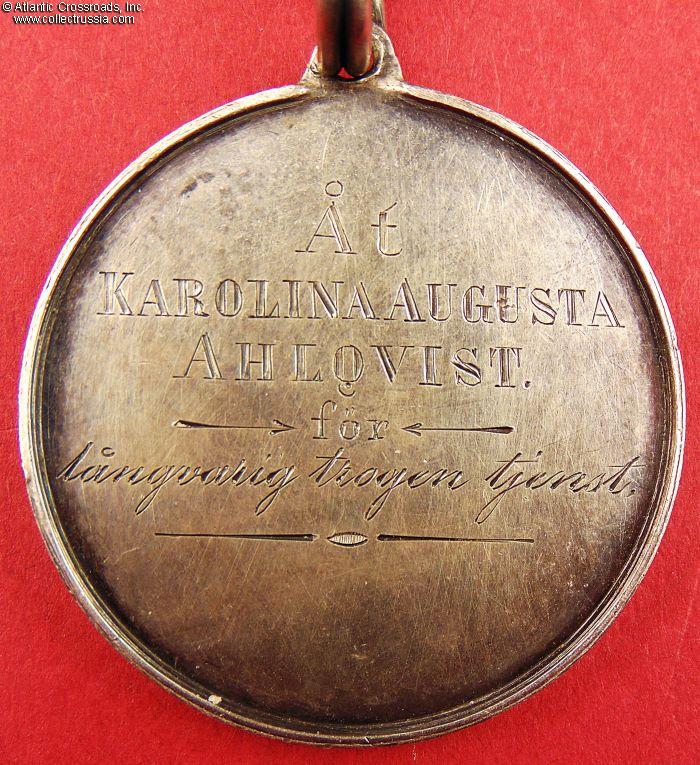 © Atlantic Crossroads, Inc.
www.collectrussia.com
Åt
KAROLINA AUGUSTA
AHLQVIST.
för
långvarig trogen tjenst.